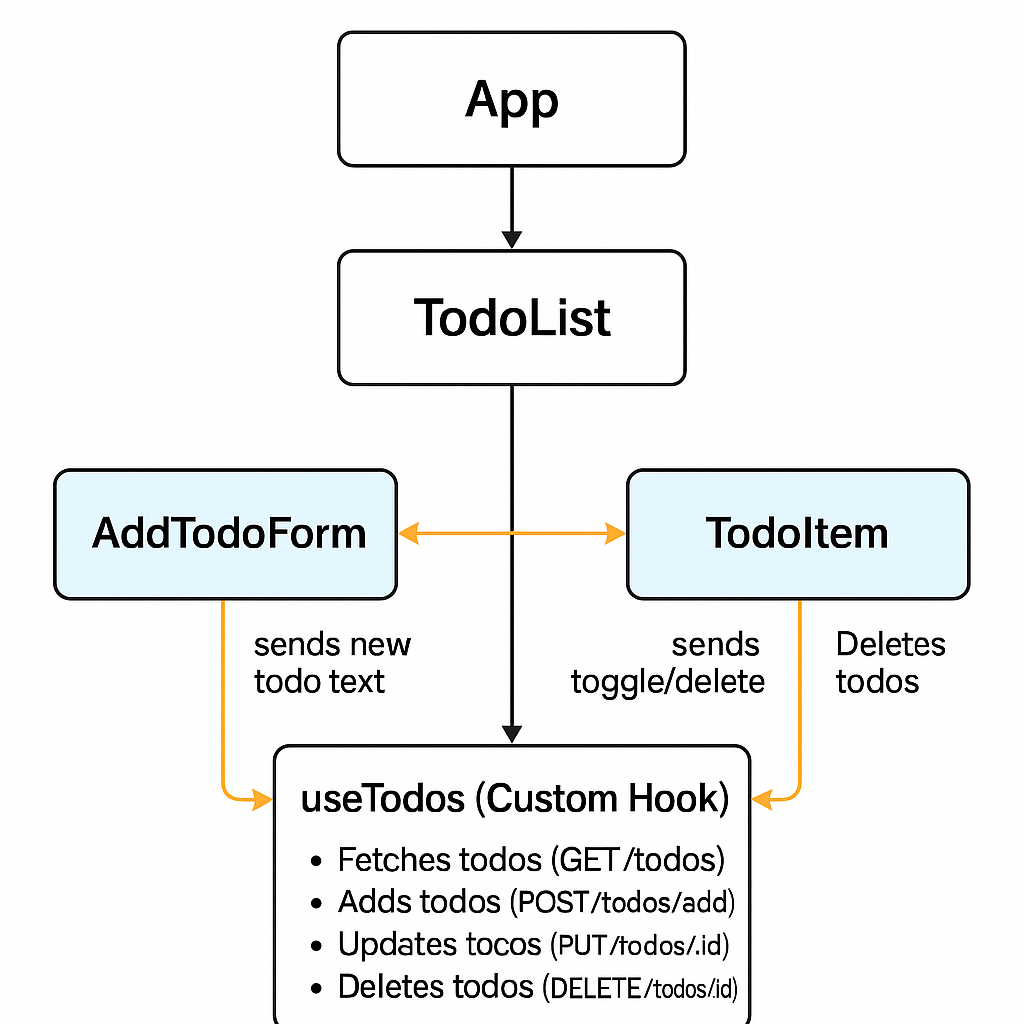 App
TodoList
AddTodoForm
TodoItem
sends new
todo text
sends
toggle/delete
Deletes
todos
useTodos (Custom Hook)
• Fetches todos (GET/todos)
• Adds todos (POST/todos/add)
• Updates tocos (PUT/todos/.id)
• Deletes todos (DELETE/todos/.id)